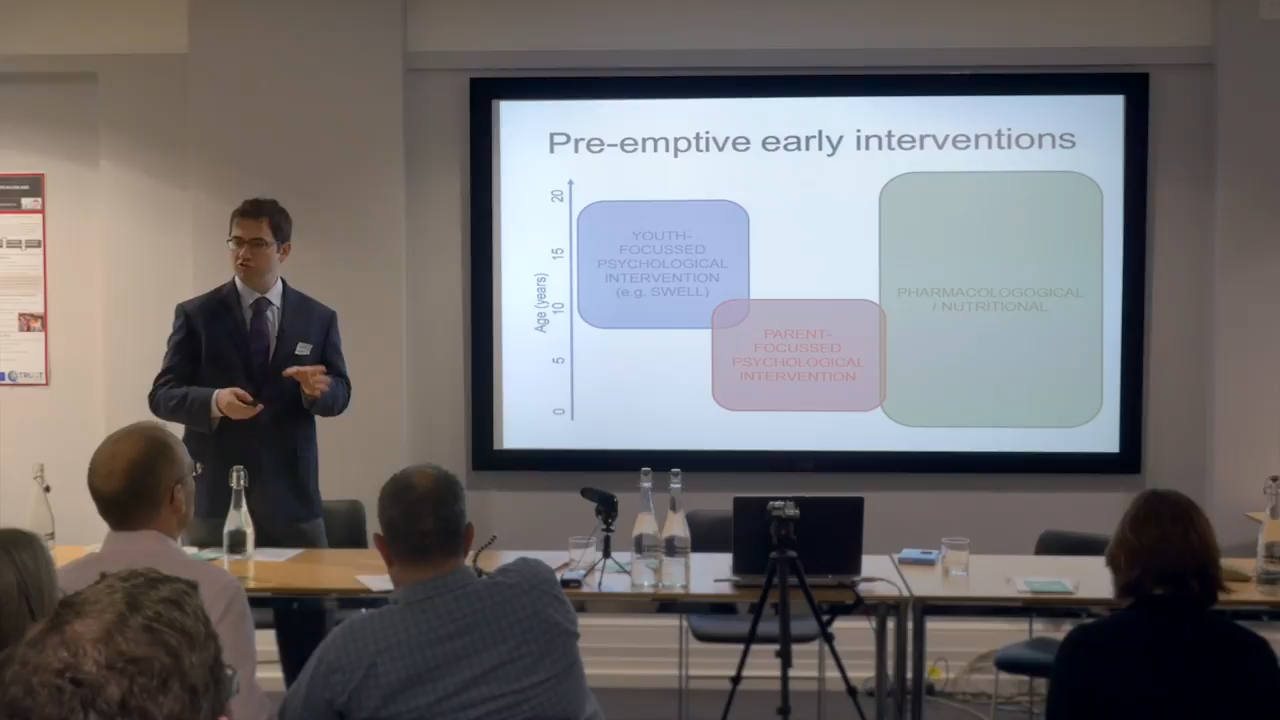 Pre-emptive early interventions
20
15
10
5
0
Age (years)
YOUTH-
FOCUSSED
PSYCHOLOGICAL
INTERVENTION
(e.g. SWELL)
PARENT-
FOCUSSED
PSYCHOLOGICAL
INTERVENTION
PHARMACOLOGOGICAL
/ NUTRITIONAL